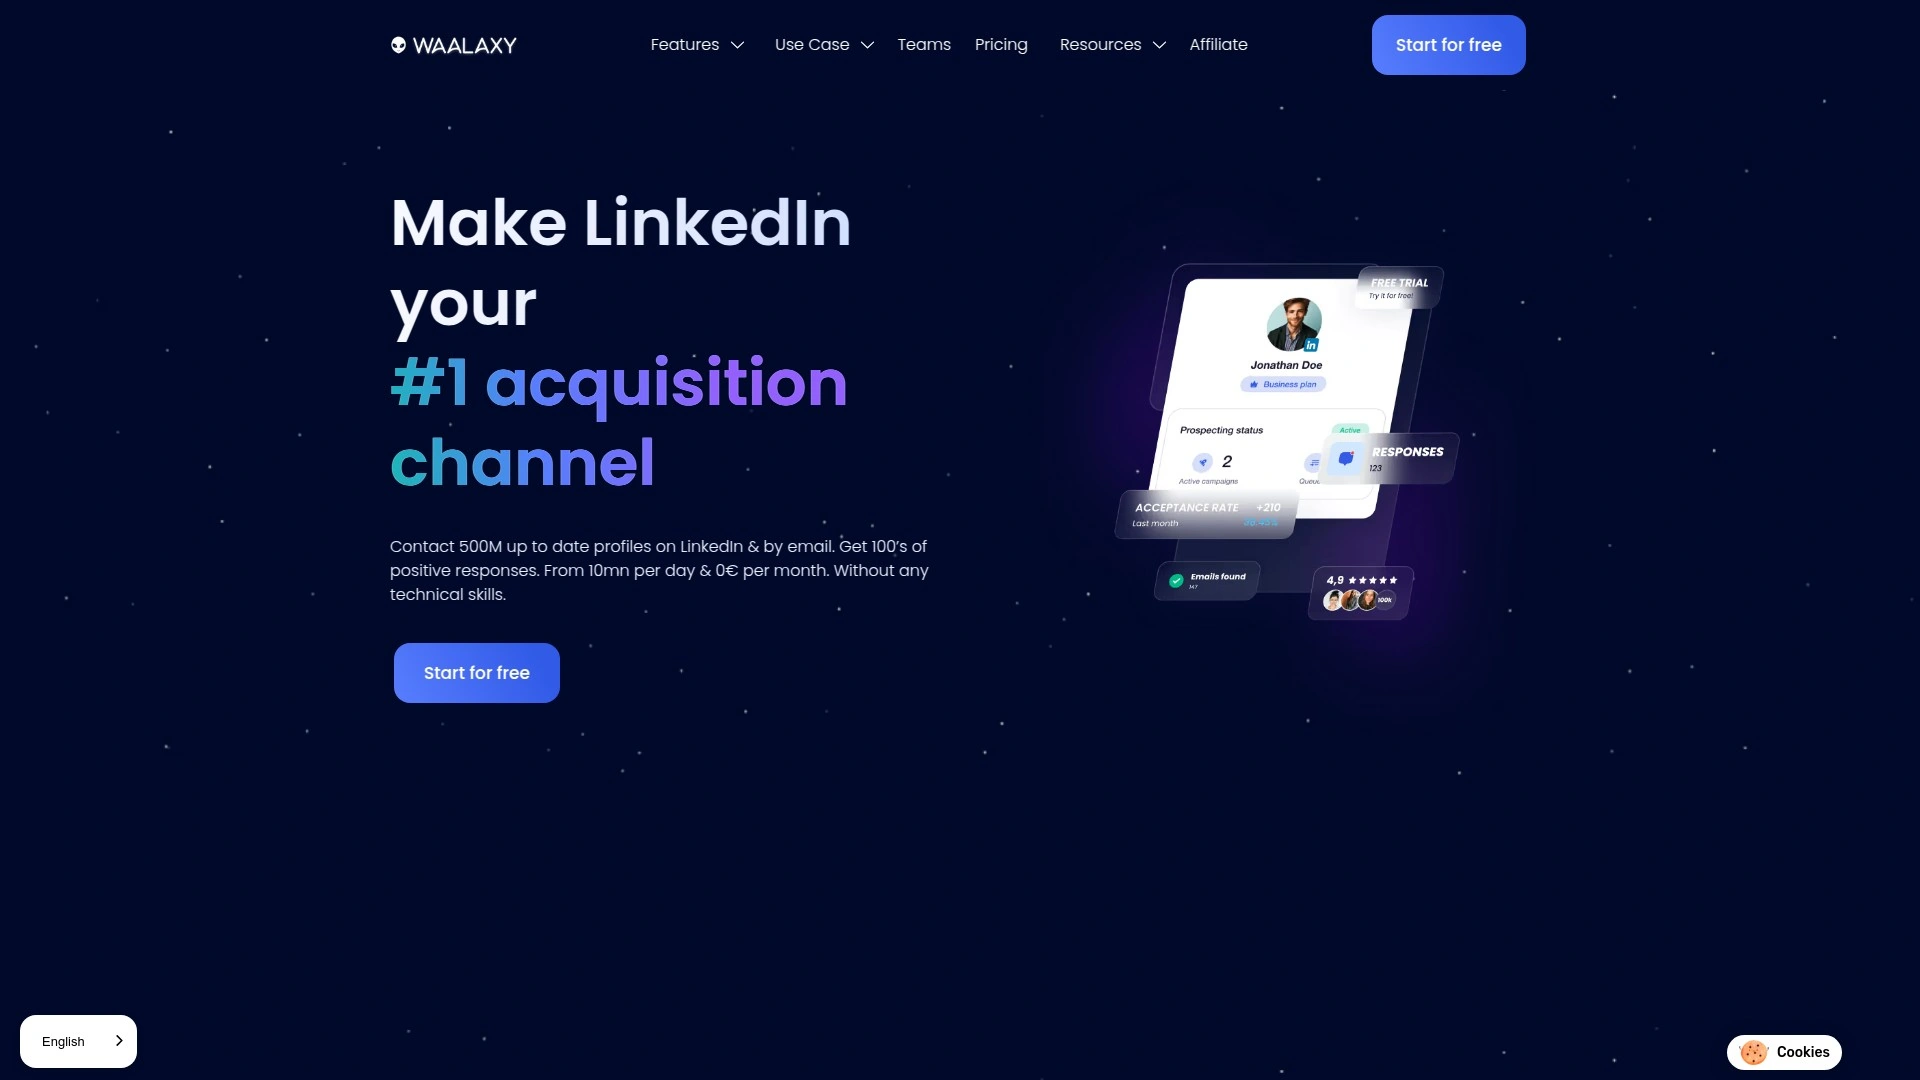 WAALAXY
Features
Use Case
Teams
Pricing
Resources
Affiliate
Start for free
Make LinkedIn
your
#1 acquisition
channel
Contact 500M up to date profiles on LinkedIn & by email. Get 100’s of
positive responses. From 10mn per day & 0€ per month. Without any
technical skills.
Start for free
FREE TRIAL
Try it for free!
in
Jonathan Doe
Business plan
Prospecting status
Active
2
Active campaigns
RESPONSES
123
ACCEPTANCE RATE +210
Last month
Emails found
147
4,9
100k
English
Cookies